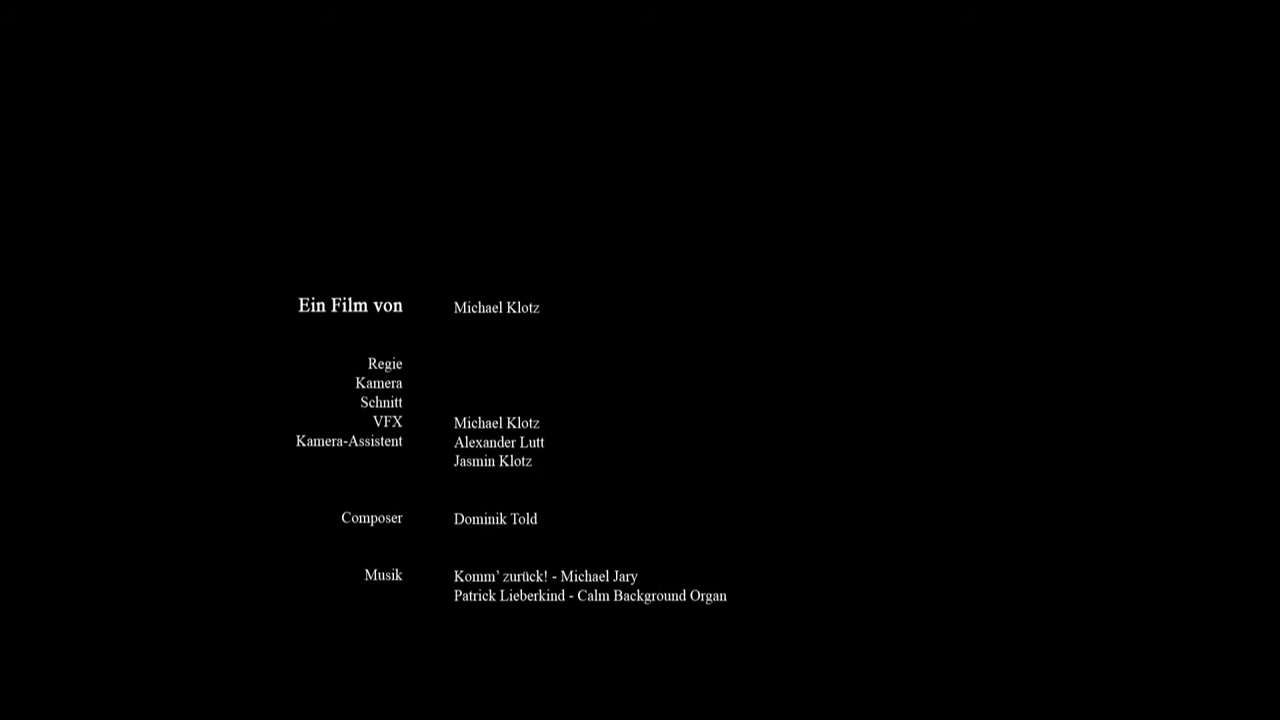 Ein Film von Michael Klotz
Regie
Kamera
Schnitt
VFX Michael Klotz
Kamera-Assistent Alexander Lutt
Jasmin Klotz
Composer Dominik Told
Musik Komm’ zurück! - Michael Jary
Patrick Lieberkind - Calm Background Organ